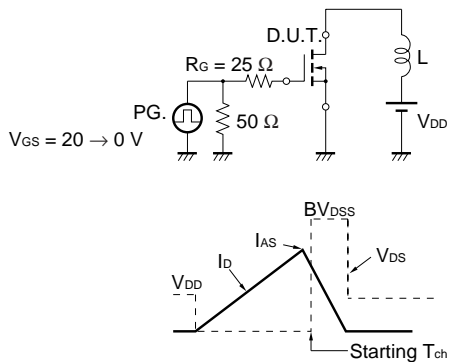 D.U.T.
RG = 25 Ω
L
PG.
50 Ω
VDD
VGS = 20 → 0 V
BVDSS
IAS
ID
VDS
VDD
Starting Tch